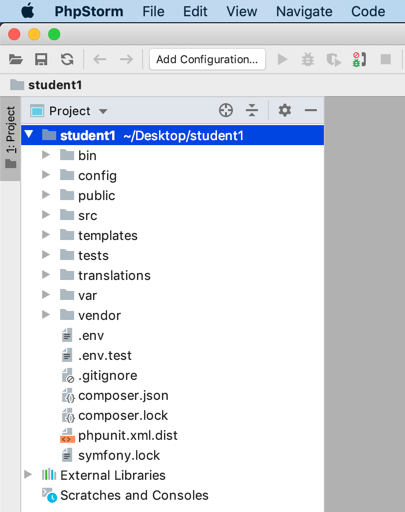 PhpStorm File Edit View Navigate Code
Add Configuration...
student1
Project
1: Project
student1 ~/Desktop/student1
bin
config
public
src
templates
tests
translations
var
vendor
.env
.env.test
.gitignore
composer.json
composer.lock
phpunit.xml.dist
symfony.lock
External Libraries
Scratches and Consoles